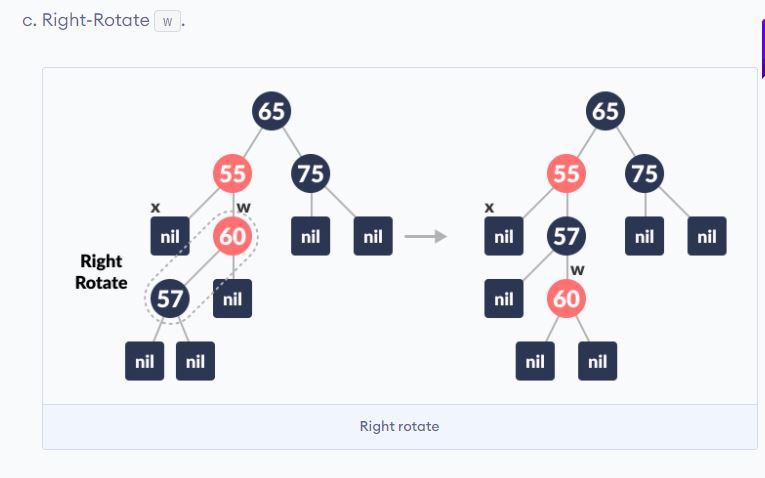 c. Right-Rotate w.
65
65
55
75
55
75
x
w
x
nil
60
nil
nil
nil
57
nil
nil
Right
Rotate
w
57
nil
nil
60
nil
nil
nil
nil
Right rotate